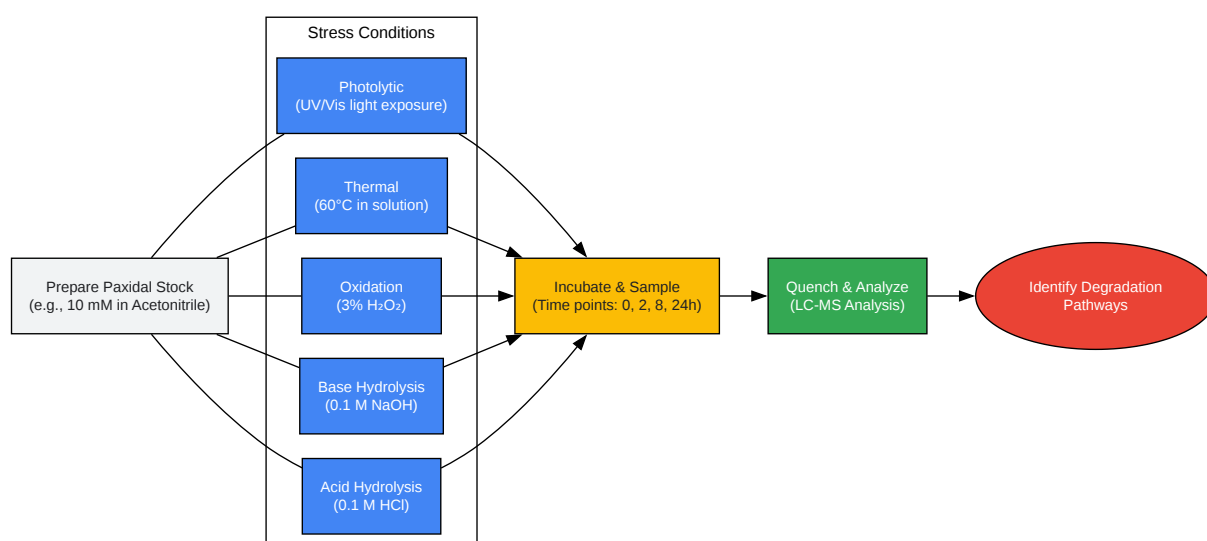 Stress Conditions
Photolytic
(UV/Vis light exposure)
Thermal
(60°C in solution)
Prepare Paxidal Stock
(e.g., 10 mM in Acetonitrile)
Oxidation
(3% H₂O₂)
Incubate & Sample
(Time points: 0, 2, 8, 24h)
Quench & Analyze
(LC-MS Analysis)
Identify Degradation
Pathways
Base Hydrolysis
(0.1 M NaOH)
Acid Hydrolysis
(0.1 M HCl)